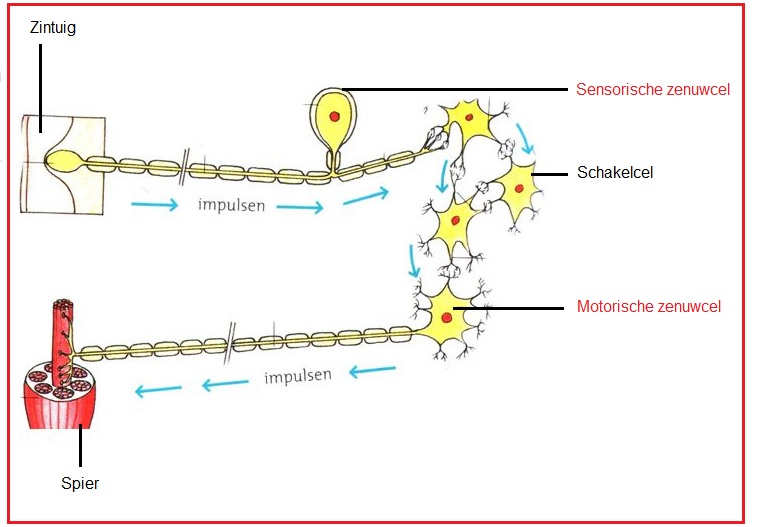 Zintuig
Sensorische zenuwcel
Schakelcel
impulsen
Motorische zenuwcel
impulsen
Spier